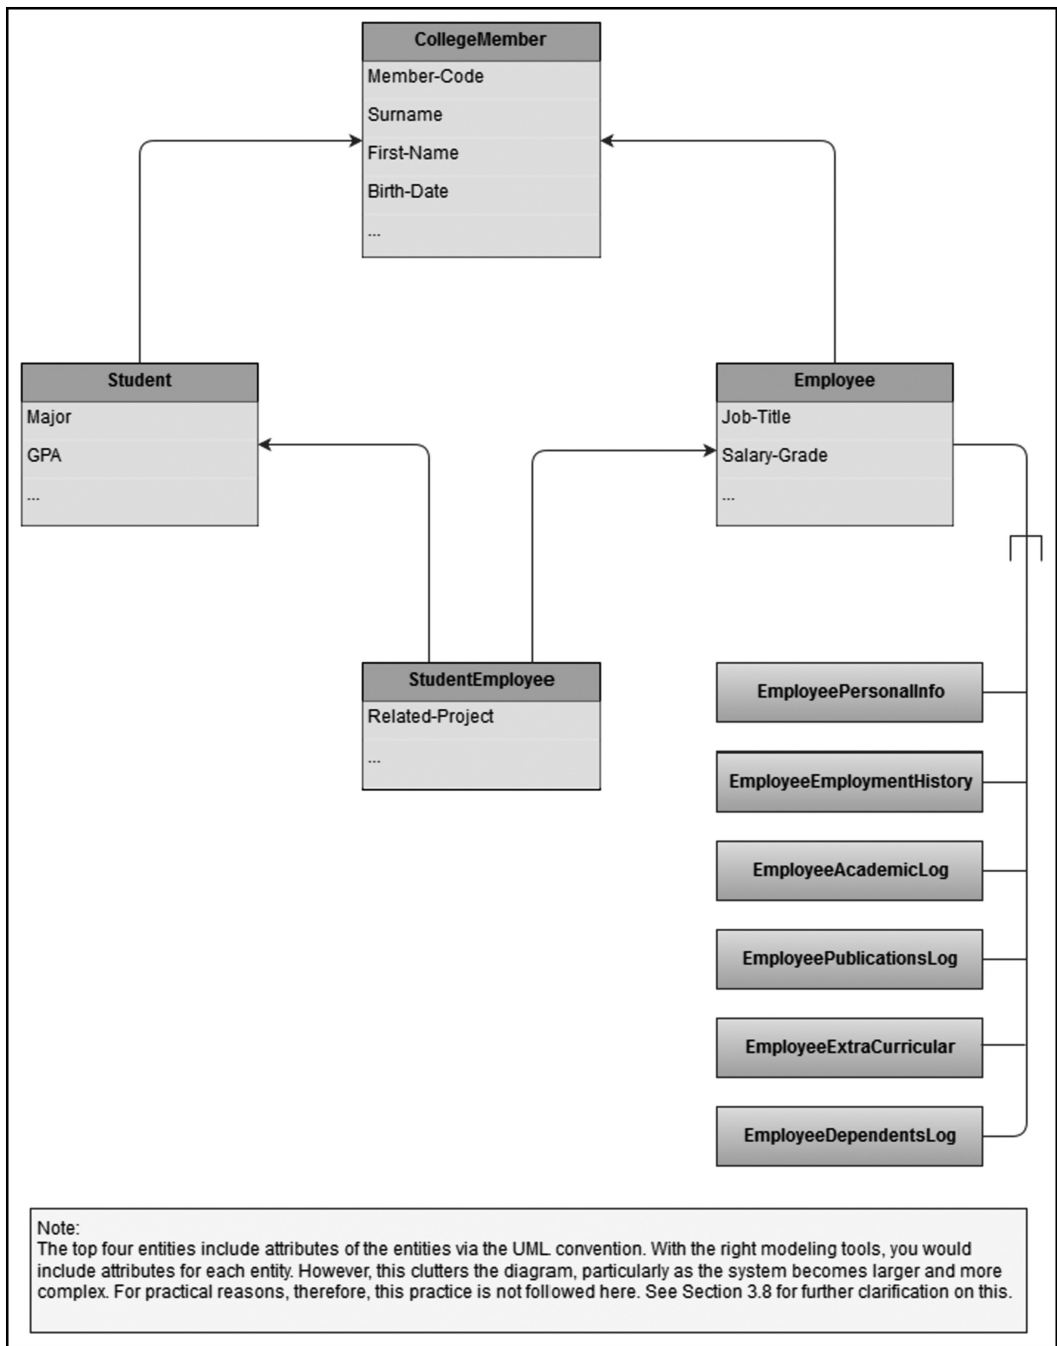 CollegeMember
Member-Code
Surname
First-Name
Birth-Date
...
Student
Major
GPA
...
Employee
Job-Title
Salary-Grade
...
StudentEmployee
Related-Project
...
EmployeePersonalInfo
EmployeeEmploymentHistory
EmployeeAcademicLog
EmployeePublicationsLog
EmployeeExtraCurricular
EmployeeDependentsLog
Note:
The top four entities include attributes of the entities via the UML convention. With the right modeling tools, you would
include attributes for each entity. However, this clutters the diagram, particularly as the system becomes larger and more
complex. For practical reasons, therefore, this practice is not followed here. See Section 3.8 for further clarification on this.